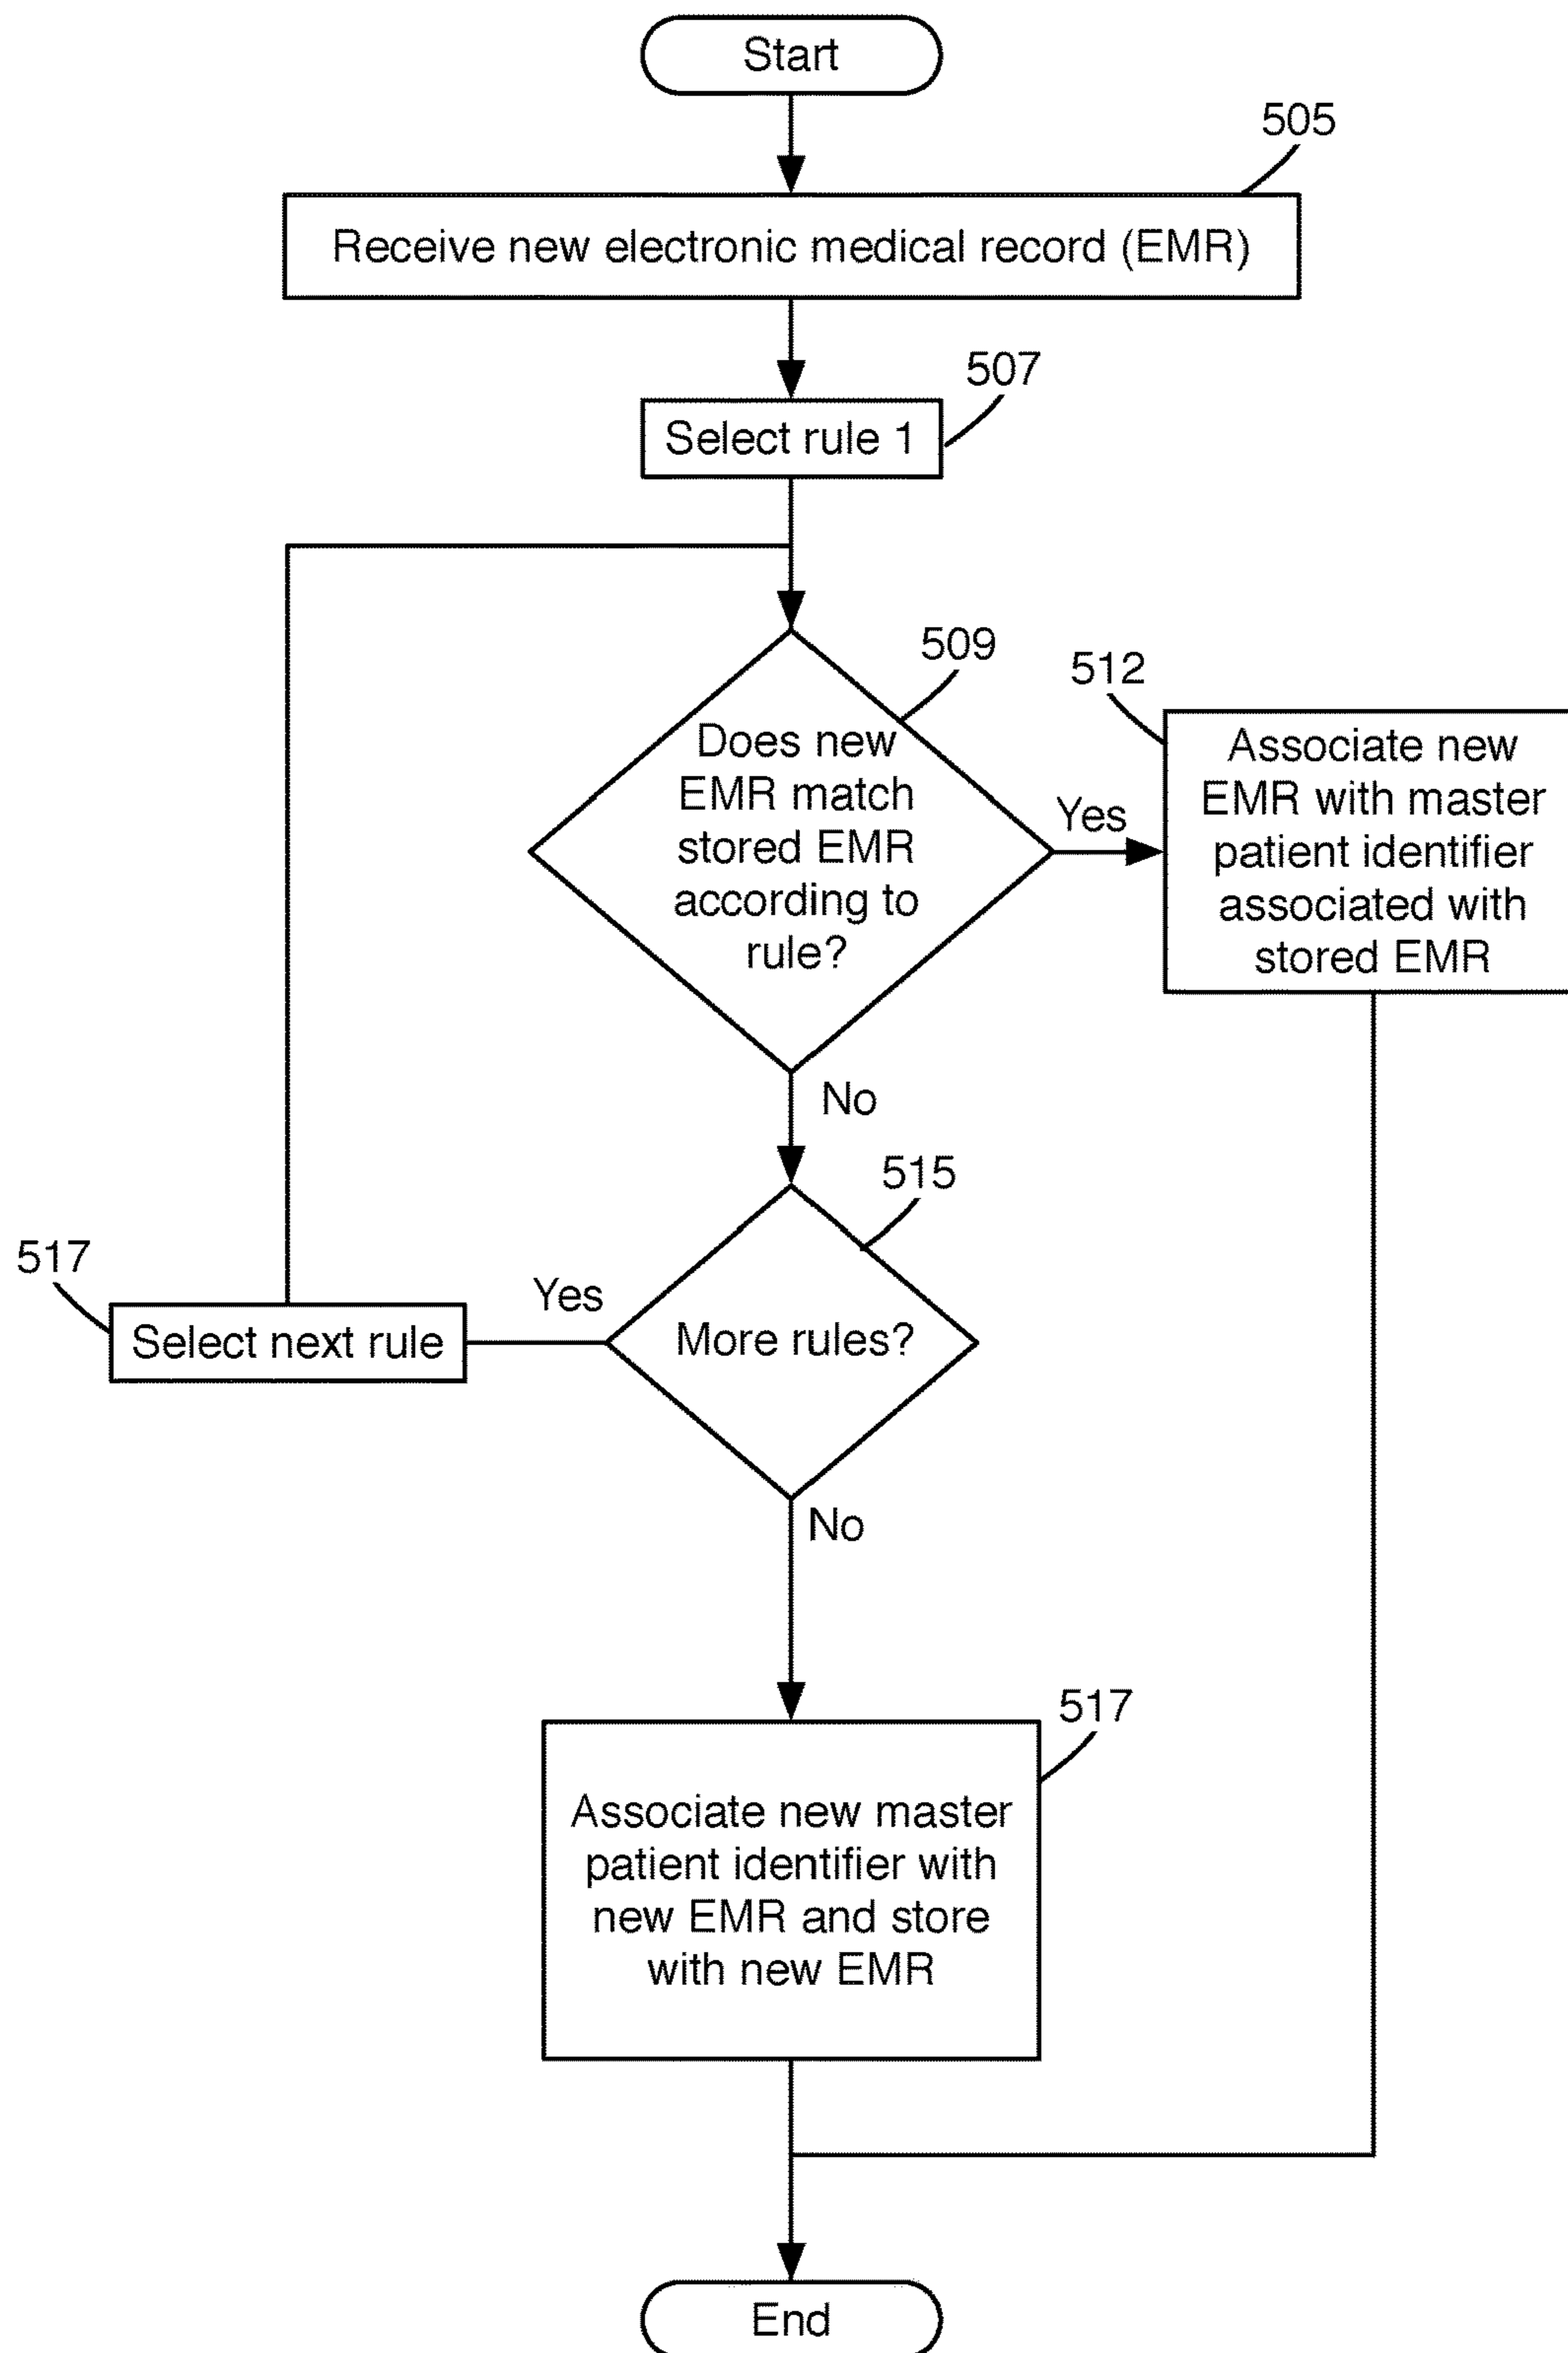 Start
505
Receive new electronic medical record (EMR)
507
Select rule 1
509
512
Does new
EMR match
stored EMR
according to
rule?
Yes
Associate new
EMR with master
patient identifier
associated with
stored EMR
No
515
517
Yes
Select next rule
More rules?
No
517
Associate new master
patient identifier with
new EMR and store
with new EMR
End